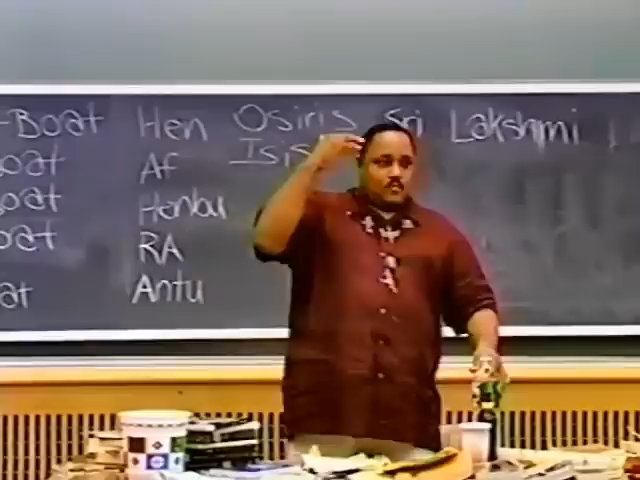 -Boat Hen Osiris Sri Lakshmi
oat Af Isis
oat Henbu
oat RA
at Antu